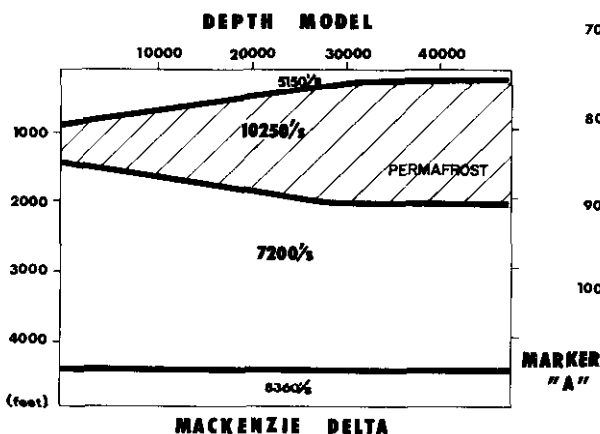 DEPTH MODEL
10000 20000 30000 40000
5150'/s
10250'/s
PERMAFROST
1000
2000
7200'/s
3000
4000
8360'/s
(feet)
MACKENZIE DELTA
70
80
90
100
MARKER
"A"